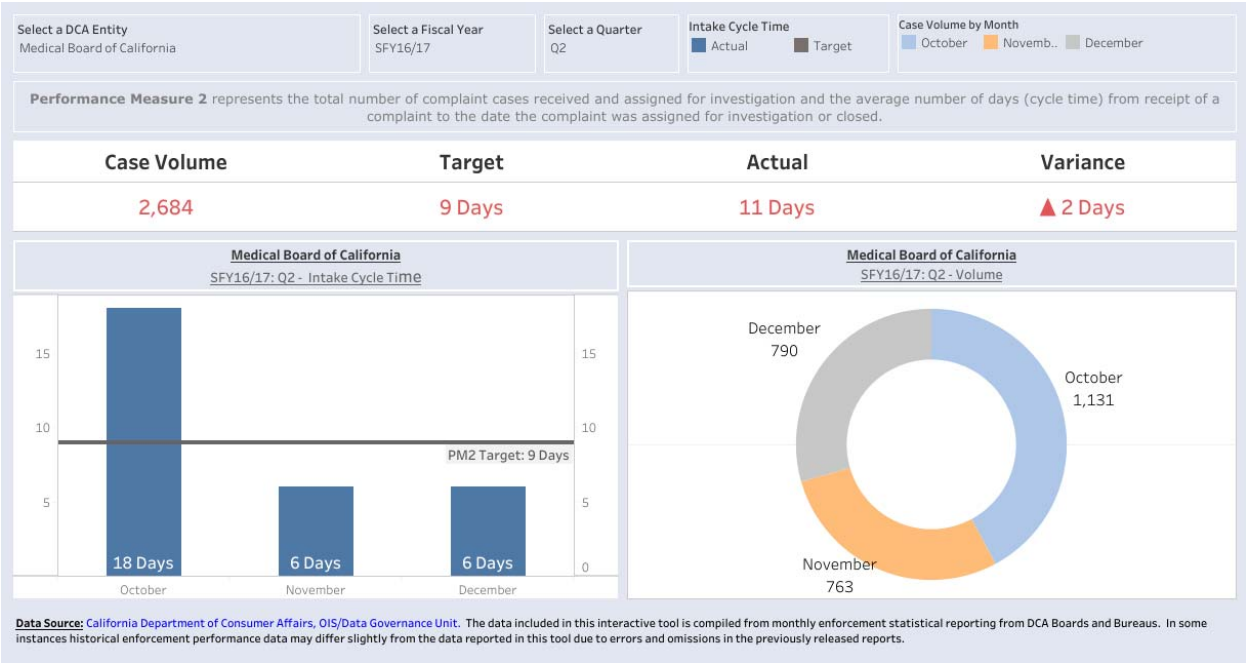 Select a DCA Entity
Medical Board of California
Select a Fiscal Year
SFY16/17
Select a Quarter
Q2
Intake Cycle Time
Actual
Target
Case Volume by Month
October
Novemb..
December
Performance Measure 2 represents the total number of complaint cases received and assigned for investigation and the average number of days (cycle time) from receipt of a
complaint to the date the complaint was assigned for investigation or closed.
Case Volume
Target
Actual
Variance
2,684
9 Days
11 Days
▲ 2 Days
Medical Board of California
SFY16/17: Q2 - Intake Cycle Time
15
10
5
15
10
5
0
PM2 Target: 9 Days
18 Days
6 Days
6 Days
October
November
December
Medical Board of California
SFY16/17: Q2 - Volume
December
790
October
1,131
November
763
Data Source: California Department of Consumer Affairs, OIS/Data Governance Unit. The data included in this interactive tool is compiled from monthly enforcement statistical reporting from DCA Boards and Bureaus. In some
instances historical enforcement performance data may differ slightly from the data reported in this tool due to errors and omissions in the previously released reports.